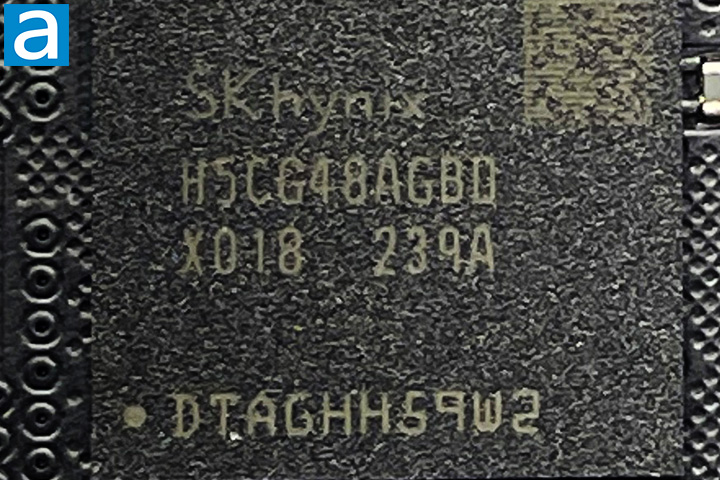 a
SK hynix
H5CG48AGBD
X018 239A
DTAGHH59W2